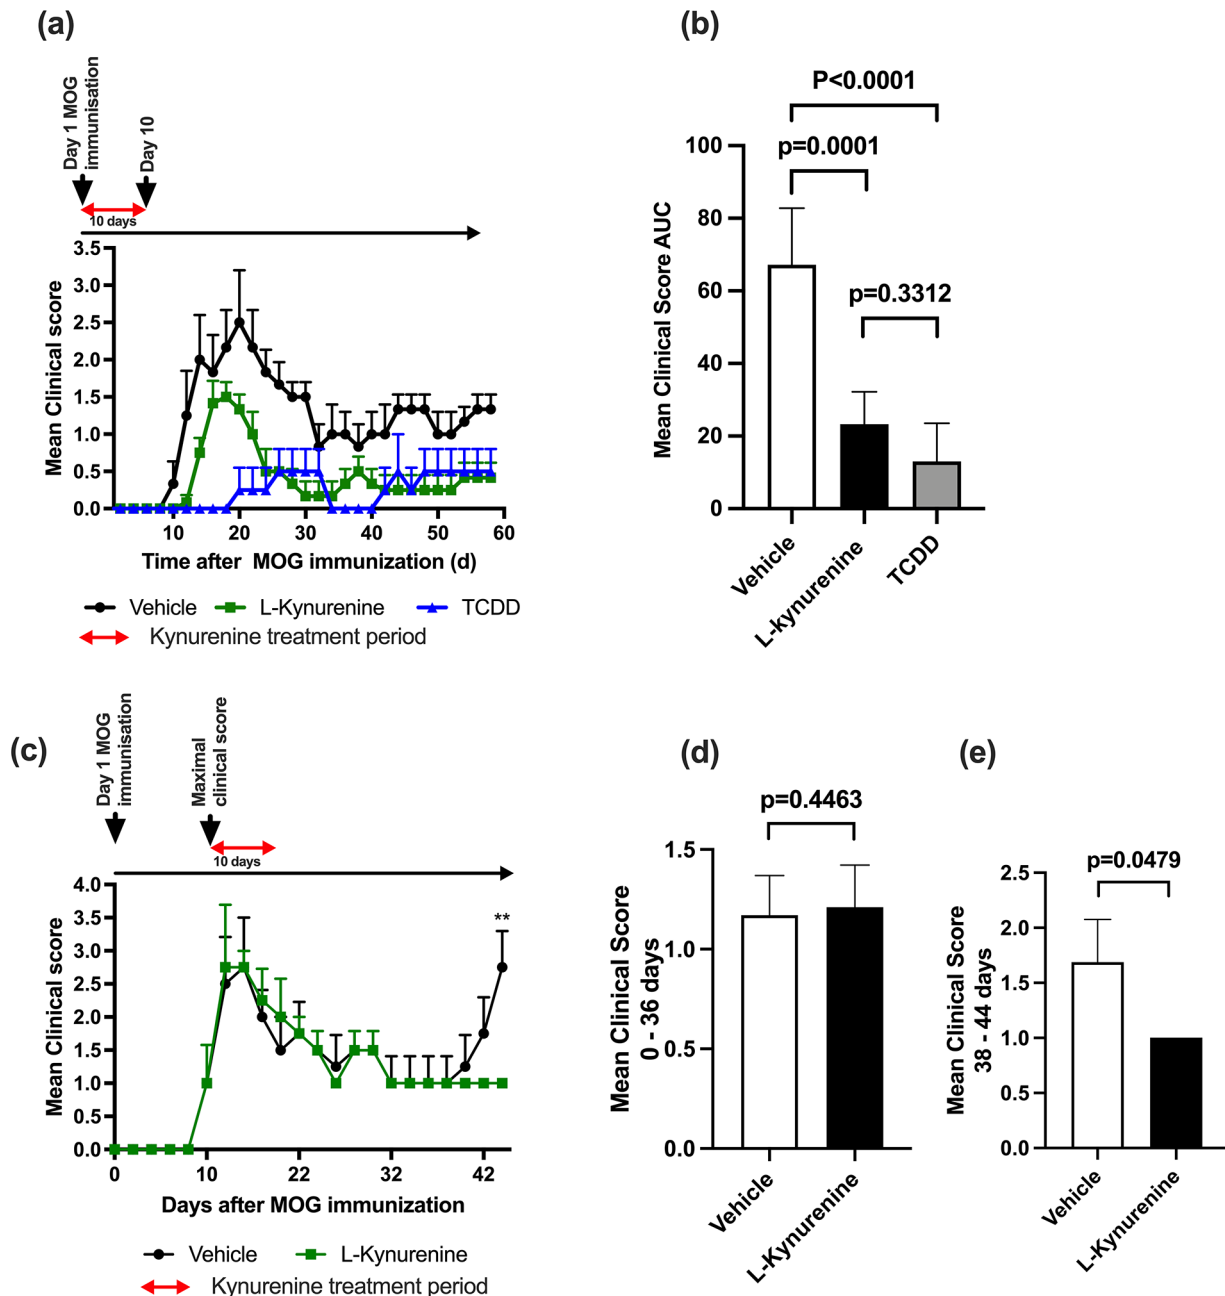 (a)
Day 1 MOG
immunisation
Day 10
10 days
3.5
3.0
2.5
2.0
1.5
1.0
0.5
0.0
Mean Clinical score
10 20 30 40 50 60
Time after MOG immunization (d)
Vehicle L-Kynurenine TCDD
Kynurenine treatment period
(b)
P<0.0001
p=0.0001
p=0.3312
100
80
60
40
20
0
Mean Clinical Score AUC
Vehicle
L-kynurenine
TCDD
(c)
Day 1 MOG
immunisation
Maximal
clinical score
10 days
4.0
3.5
3.0
2.5
2.0
1.5
1.0
0.5
0.0
Mean Clinical score
**
0 10 22 32 42
Days after MOG immunization
Vehicle L-Kynurenine
Kynurenine treatment period
(d)
p=0.4463
1.5
1.0
0.5
0.0
Mean Clinical Score
0 - 36 days
Vehicle
L-Kynurenine
(e)
p=0.0479
2.5
2.0
1.5
1.0
0.5
0.0
Mean Clinical Score
38 - 44 days
Vehicle
L-Kynurenine